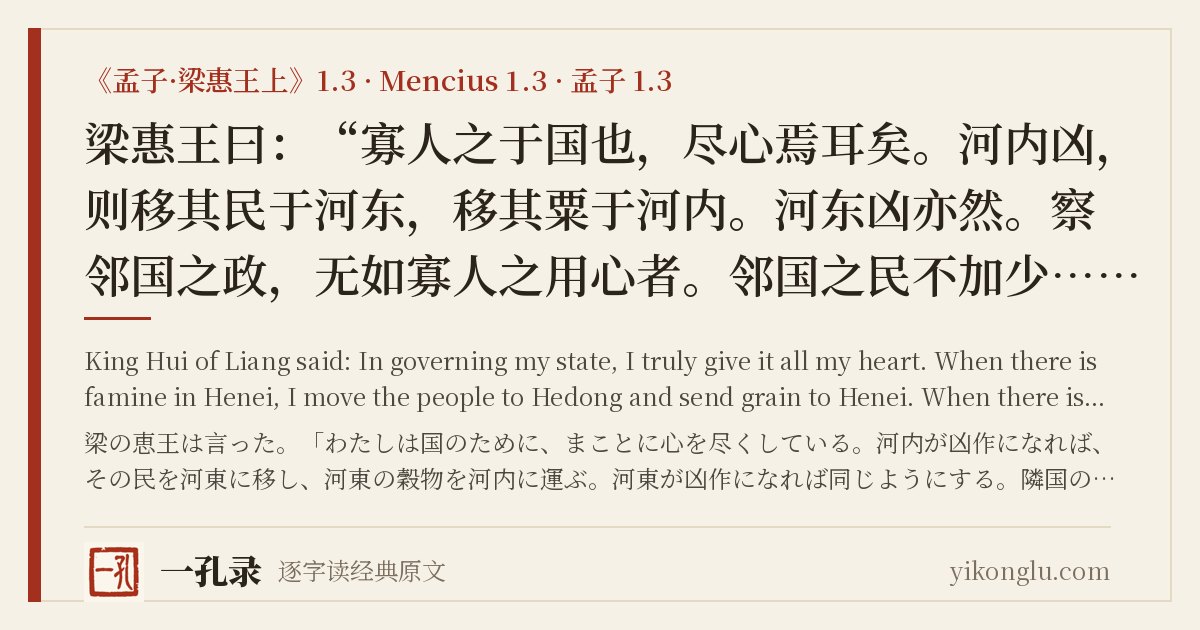 《孟子·梁惠王上》1.3 · Mencius 1.3 · 孟子 1.3
梁惠王曰：“寡人之于国也，尽心焉耳矣。河内凶，
则移其民于河东，移其粟于河内。河东凶亦然。察
邻国之政，无如寡人之用心者。邻国之民不加少……
King Hui of Liang said: In governing my state, I truly give it all my heart. When there is
famine in Henei, I move the people to Hedong and send grain to Henei. When there is...
梁の恵王は言った。「わたしは国のために、まことに心を尽くしている。河内が凶作になれば、
その民を河東に移し、河東の穀物を河内に運ぶ。河東が凶作になれば同じようにする。隣国の…
一孔
一孔录 逐字读经典原文 yikonglu.com